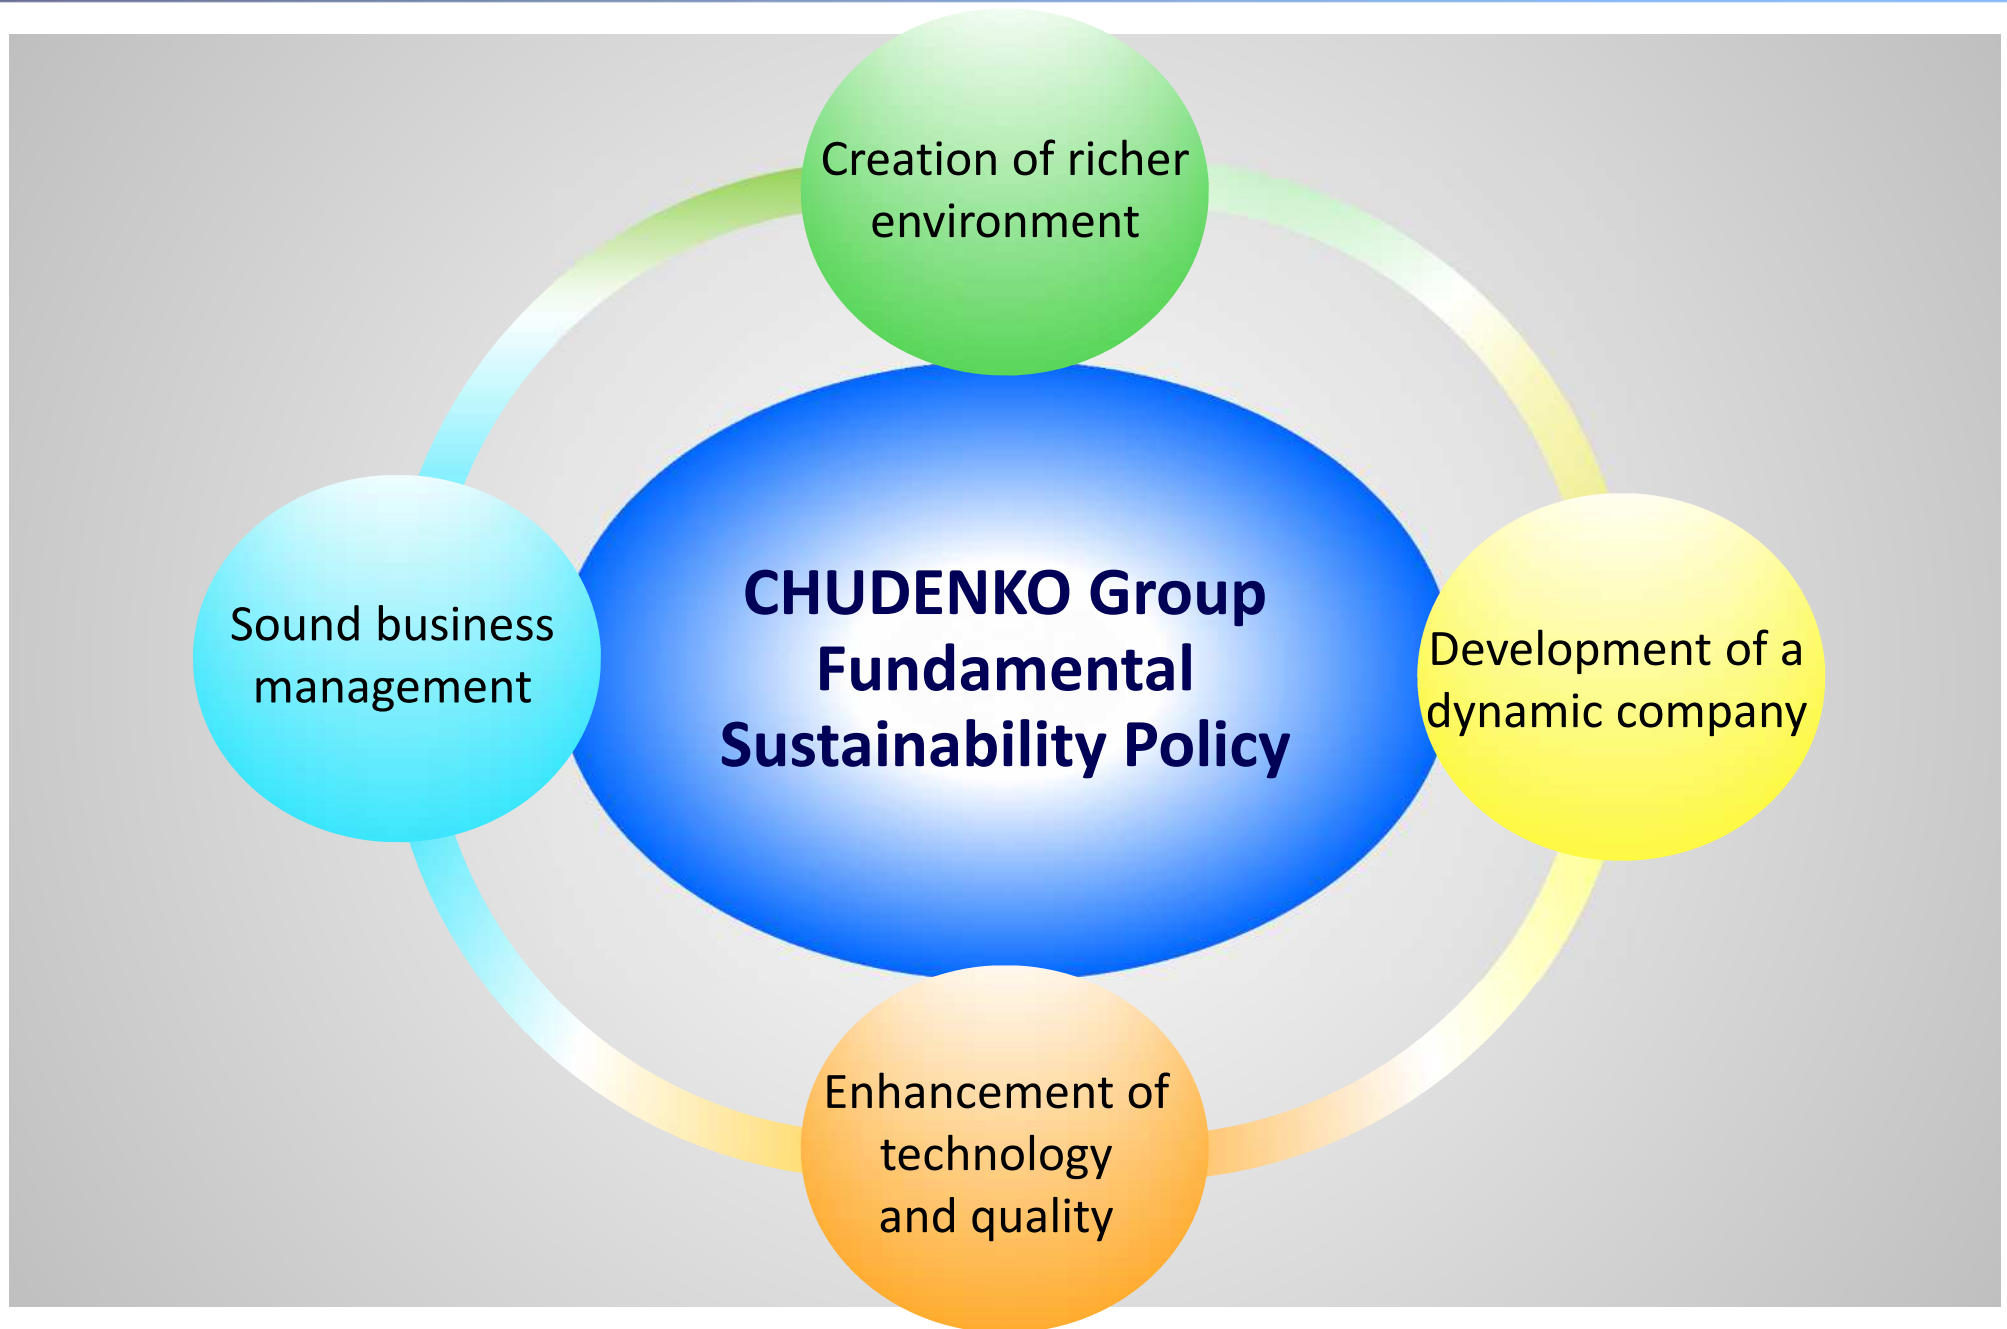 Creation of richer
environment
Sound business
management
CHUDENKO Group
Fundamental
Sustainability Policy
Development of a
dynamic company
Enhancement of
technology
and quality